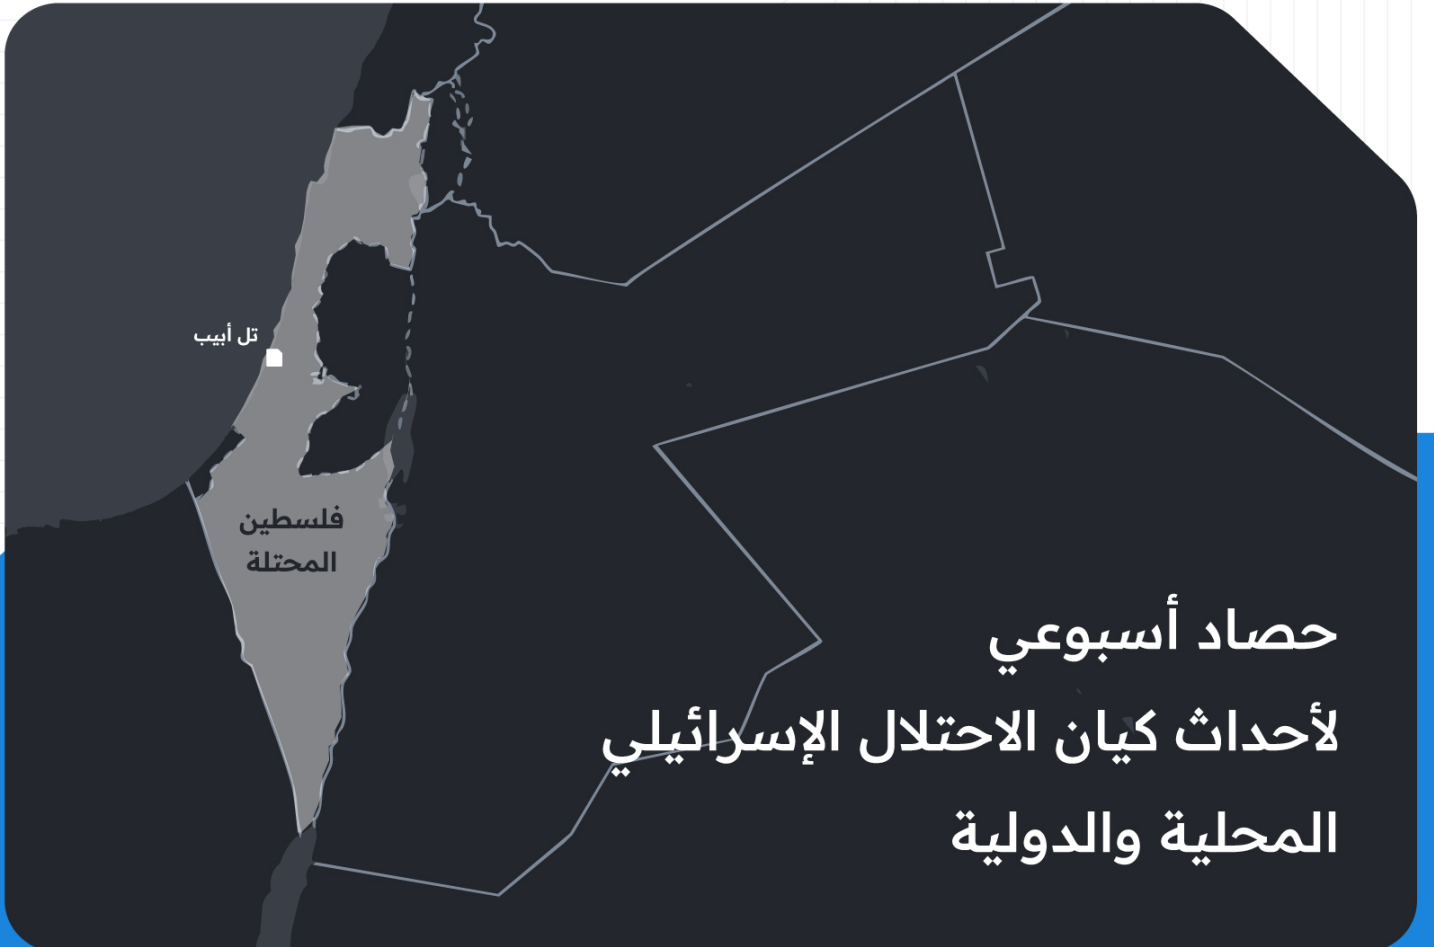 تل أبيب
فلسطين
المحتلة
حصاد أسبوعي
لأحداث كيان الاحتلال الإسرائيلي
المحلية والدولية